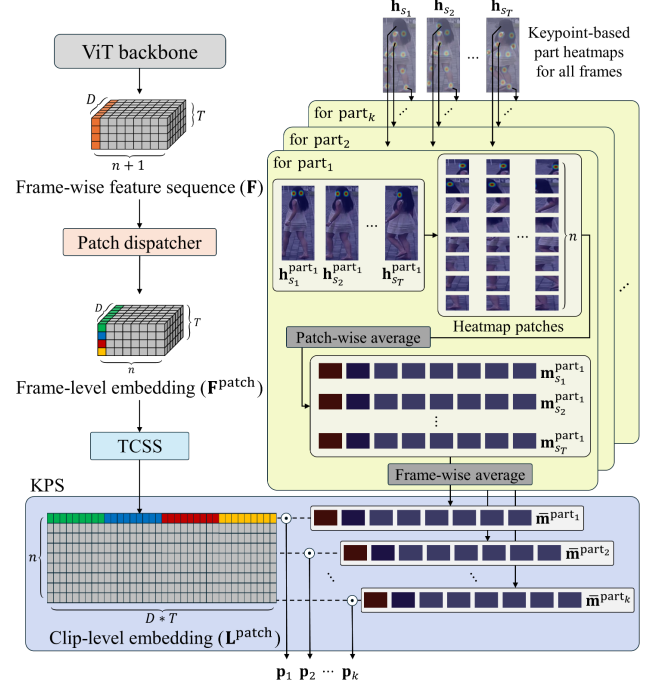 ViT backbone
D
T
n + 1
Frame-wise feature sequence (F)
Patch dispatcher
D
T
n
Frame-level embedding (F^patch)
TCSS
h_{s_1} h_{s_2} h_{s_T}
...
Keypoint-based
part heatmaps
for all frames
for part_k
for part_2
for part_1
...
h_{s_1}^{part_1} h_{s_2}^{part_1} h_{s_T}^{part_1}
...
n
Heatmap patches
Patch-wise average
m_{s_1}^{part_1}
m_{s_2}^{part_1}
⋮
m_{s_T}^{part_1}
Frame-wise average
KPS
n
D * T
Clip-level embedding (L^patch)
m̄^{part_1}
m̄^{part_2}
m̄^{part_k}
p_1 p_2 ... p_k